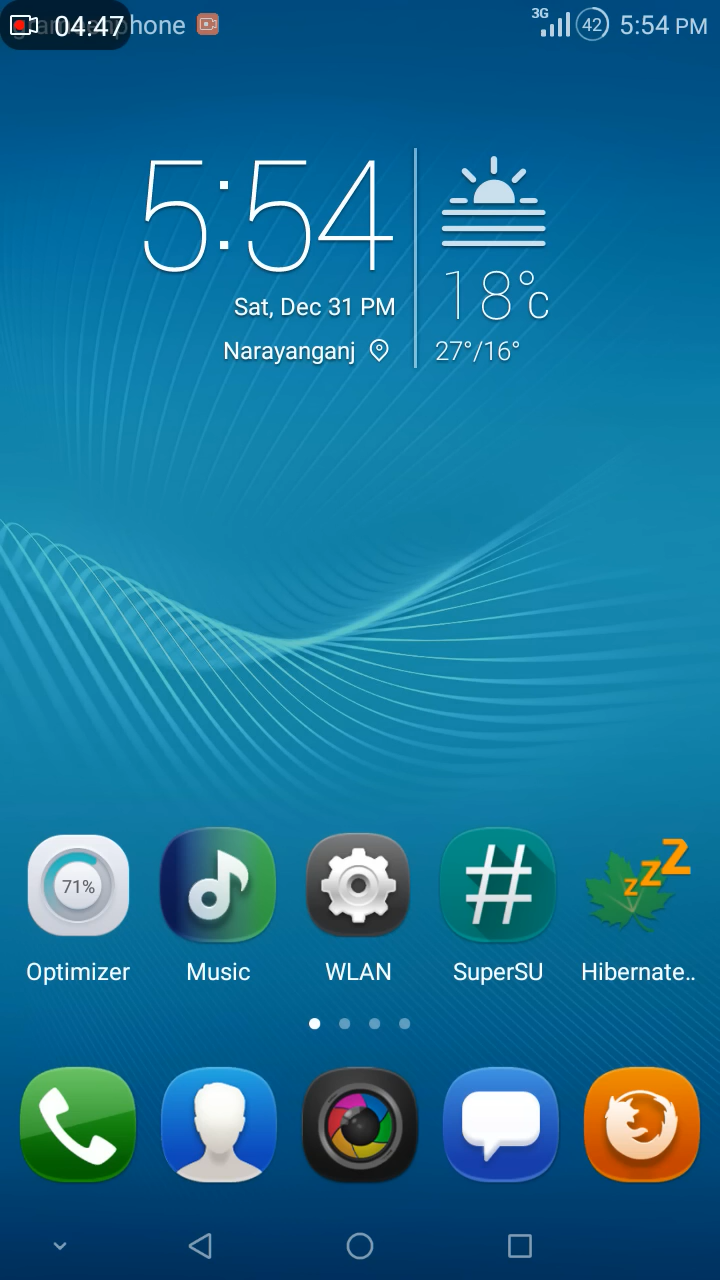 04:47 phone 3G 42 5:54 PM
5:54
Sat, Dec 31 PM
Narayanganj
18°c
27°/16°
71%
Optimizer Music WLAN SuperSU Hibernate..